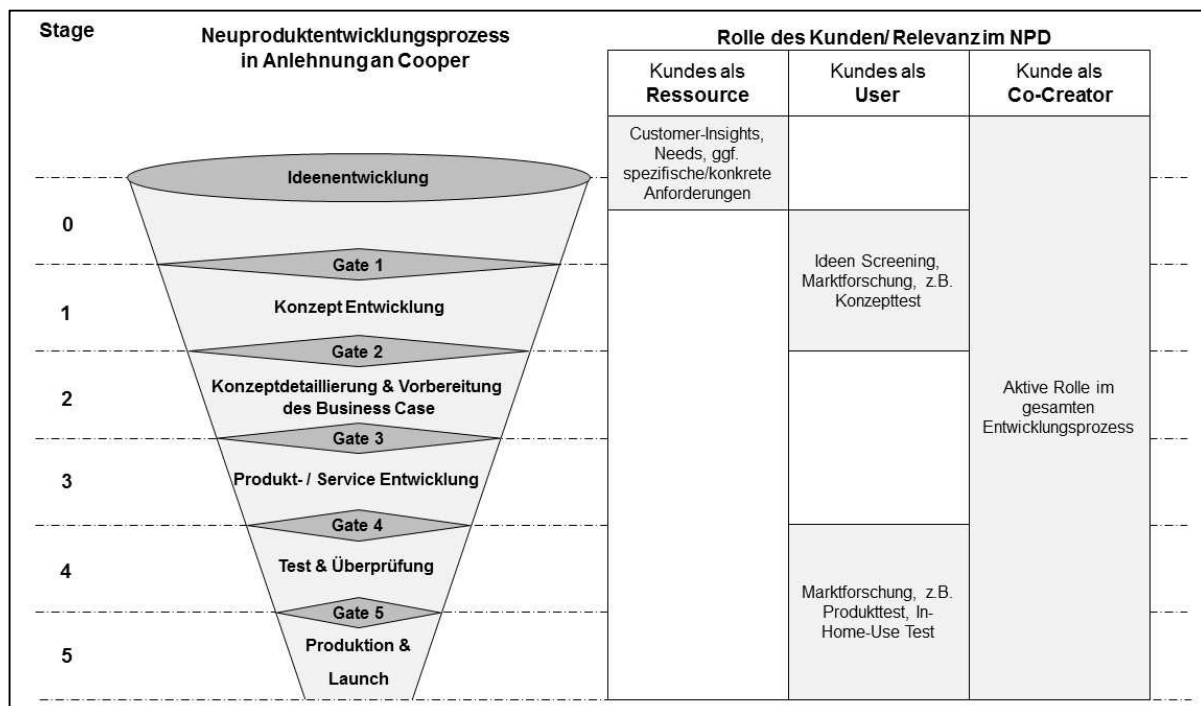 Stage
Neuproduktentwicklungsprozess
in Anlehnung an Cooper
Rolle des Kunden/ Relevanz im NPD
Kundes als
Ressource
Kundes als
User
Kunde als
Co-Creator
Customer-Insights,
Needs, ggf.
spezifische/konkrete
Anforderungen
Ideenentwicklung
0
Gate 1
Ideen Screening,
Marktforschung, z.B.
Konzepttest
1
Konzept Entwicklung
Gate 2
2
Konzeptdetaillierung & Vorbereitung
des Business Case
Aktive Rolle im
gesamten
Entwicklungsprozess
Gate 3
3
Produkt- / Service Entwicklung
Gate 4
4
Test & Überprüfung
Marktforschung, z.B.
Produkttest, In-
Home-Use Test
Gate 5
5
Produktion &
Launch